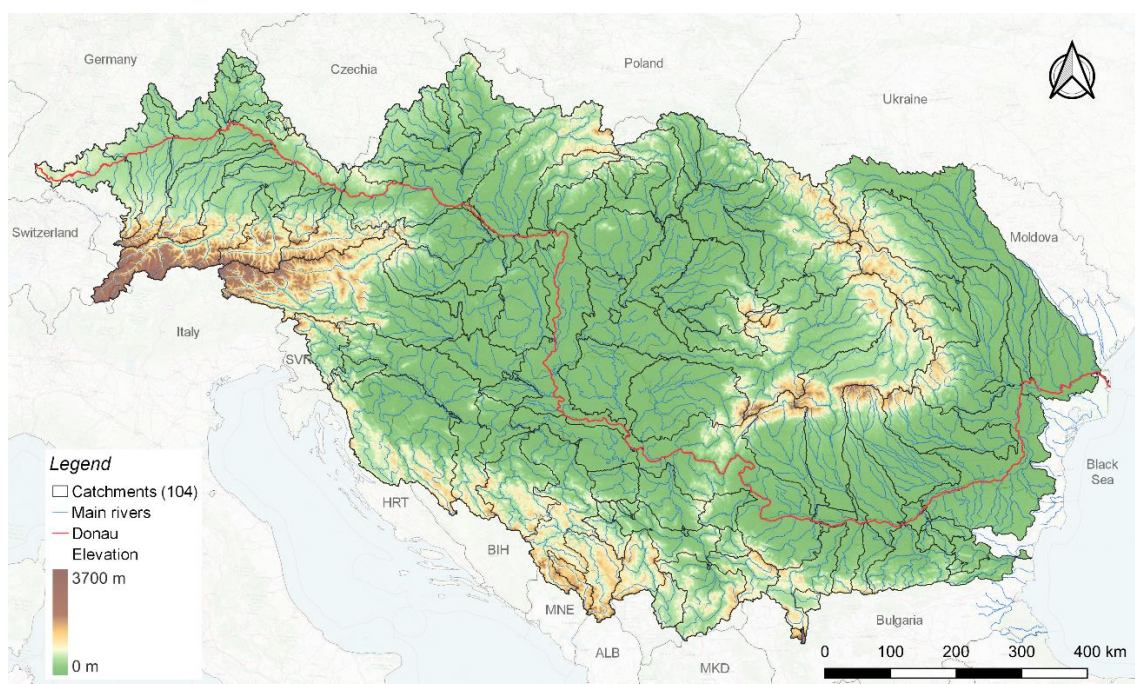 Germany
Czechia
Poland
Ukraine
Switzerland
Moldova
Italy
SVN
Black
Sea
HRT
BIH
MNE
ALB
MKD
Bulgaria
Legend
Catchments (104)
Main rivers
Donau
Elevation
3700 m
0 m
0 100 200 300 400 km